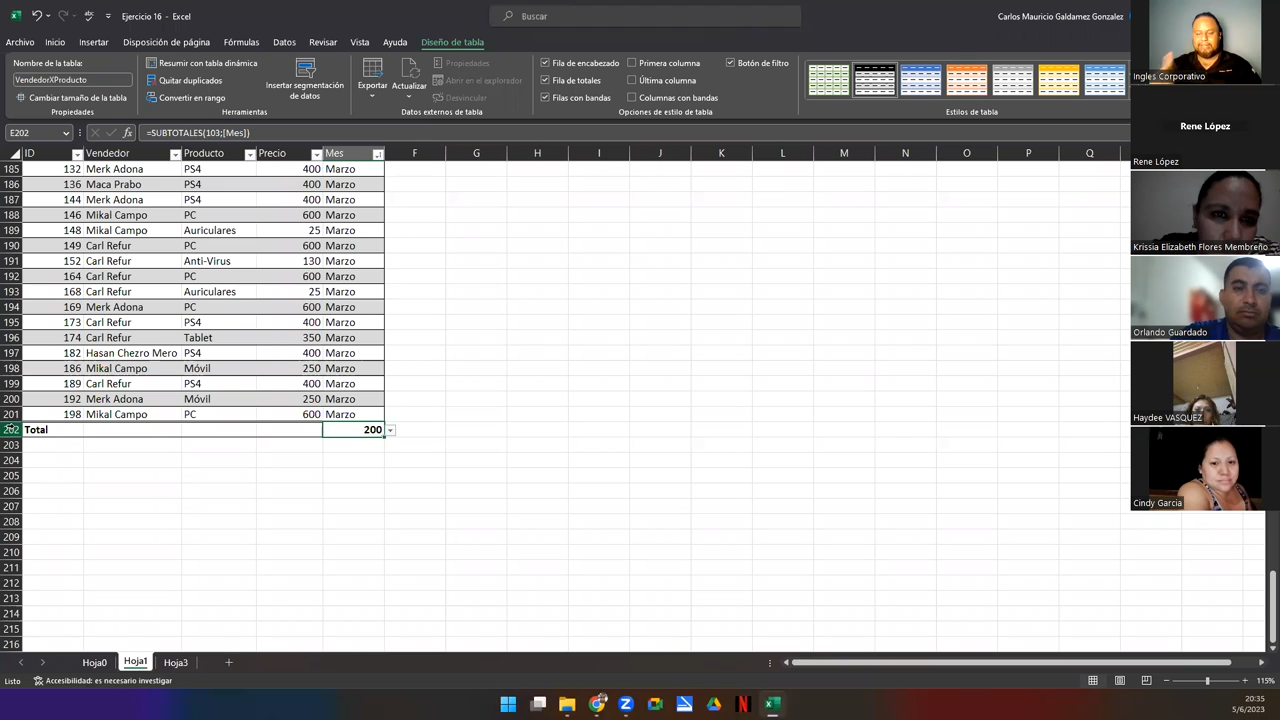 Ejercicio 16 - Excel
Buscar
Carlos Mauricio Galdamez Gonzalez
Archivo Inicio Insertar Disposición de página Fórmulas Datos Revisar Vista Ayuda Diseño de tabla
Nombre de la tabla:
VendedorXProducto
Cambiar tamaño de la tabla
Propiedades
Resumir con tabla dinámica
Quitar duplicados
Convertir en rango
Insertar segmentación
de datos
Herramientas
Exportar Actualizar
Propiedades
Abrir en el explorador
Desvincular
Datos externos de tabla
Fila de encabezado Primera columna Botón de filtro
Fila de totales Última columna
Filas con bandas Columnas con bandas
Opciones de estilo de tabla
Estilos de tabla
E202 fx =SUBTOTALES(103;[Mes])
ID Vendedor Producto Precio Mes F G H I J K L M N O P Q
185 132 Merk Adona PS4 400 Marzo
186 136 Maca Prabo PS4 400 Marzo
187 144 Merk Adona PS4 400 Marzo
188 146 Mikal Campo PC 600 Marzo
189 148 Mikal Campo Auriculares 25 Marzo
190 149 Carl Refur PC 600 Marzo
191 152 Carl Refur Anti-Virus 130 Marzo
192 164 Carl Refur PC 600 Marzo
193 168 Carl Refur Auriculares 25 Marzo
194 169 Merk Adona PC 600 Marzo
195 173 Carl Refur PS4 400 Marzo
196 174 Carl Refur Tablet 350 Marzo
197 182 Hasan Chezro Mero PS4 400 Marzo
198 186 Mikal Campo Móvil 250 Marzo
199 189 Carl Refur PS4 400 Marzo
200 192 Merk Adona Móvil 250 Marzo
201 198 Mikal Campo PC 600 Marzo
Total 200
203
204
205
206
207
208
209
210
211
212
213
214
215
216
Hoja0 Hoja1 Hoja3
Listo Accesibilidad: es necesario investigar
115%
20:35
5/6/2023
Ingles Corporativo
Rene López
Rene López
Krissia Elizabeth Flores Membreño
Orlando Guardado
Haydee VASQUEZ
Cindy Garcia